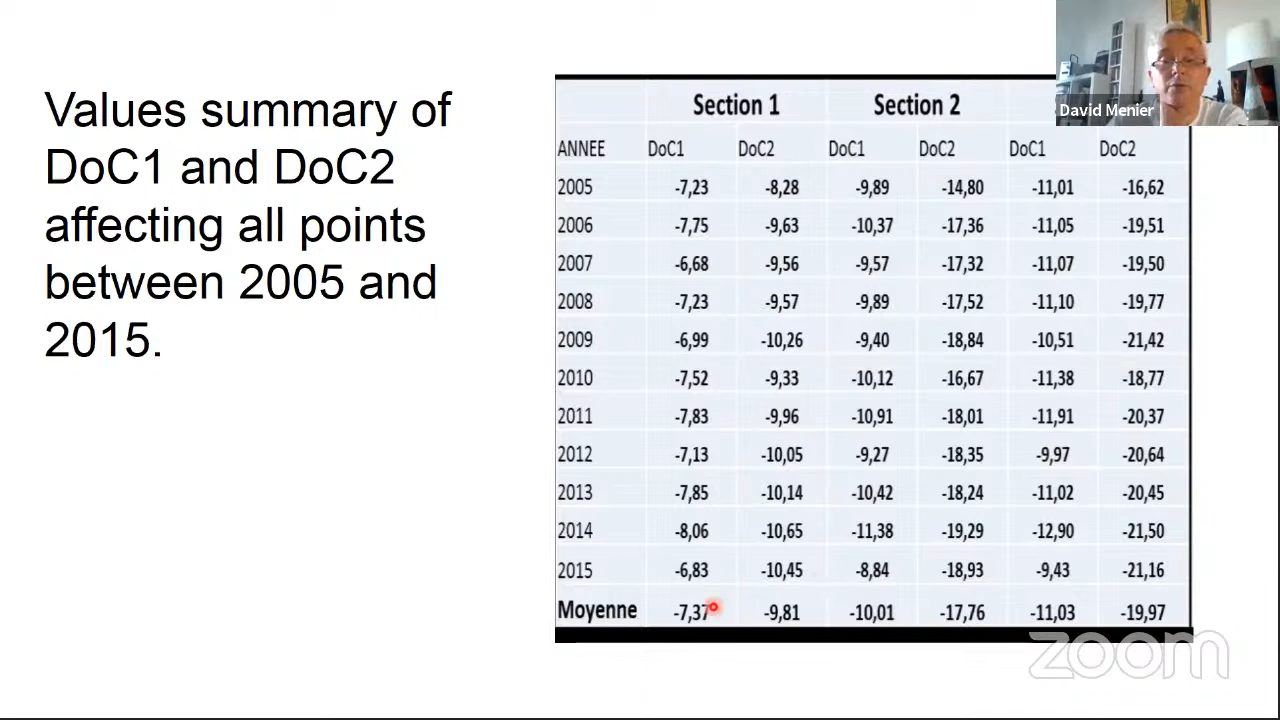 Values summary of
DoC1 and DoC2
affecting all points
between 2005 and
2015.
David Menier
Section 1 Section 2
ANNEE DoC1 DoC2 DoC1 DoC2 DoC1 DoC2
2005 -7,23 -8,28 -9,89 -14,80 -11,01 -16,62
2006 -7,75 -9,63 -10,37 -17,36 -11,05 -19,51
2007 -6,68 -9,56 -9,57 -17,32 -11,07 -19,50
2008 -7,23 -9,57 -9,89 -17,52 -11,10 -19,77
2009 -6,99 -10,26 -9,40 -18,84 -10,51 -21,42
2010 -7,52 -9,33 -10,12 -16,67 -11,38 -18,77
2011 -7,83 -9,96 -10,91 -18,01 -11,91 -20,37
2012 -7,13 -10,05 -9,27 -18,35 -9,97 -20,64
2013 -7,85 -10,14 -10,42 -18,24 -11,02 -20,45
2014 -8,06 -10,65 -11,38 -19,29 -12,90 -21,50
2015 -6,83 -10,45 -8,84 -18,93 -9,43 -21,16
Moyenne -7,37 -9,81 -10,01 -17,76 -11,03 -19,97
zoom